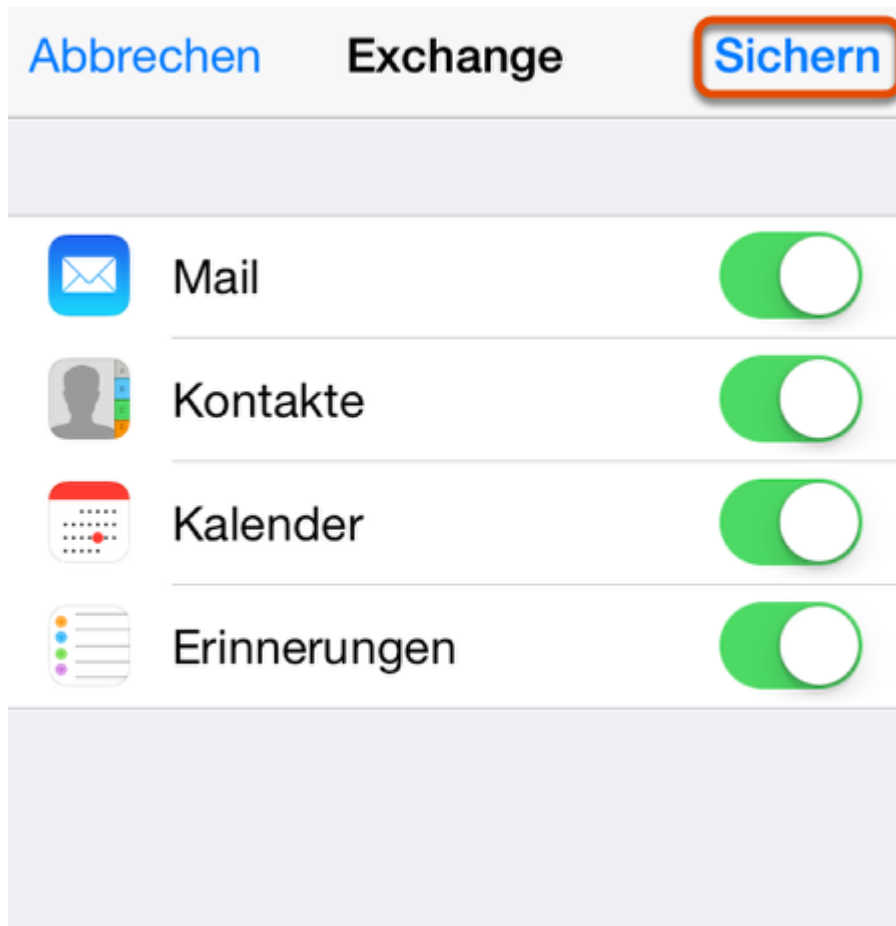 Abbrechen Exchange Sichern
Mail
Kontakte
Kalender
Erinnerungen